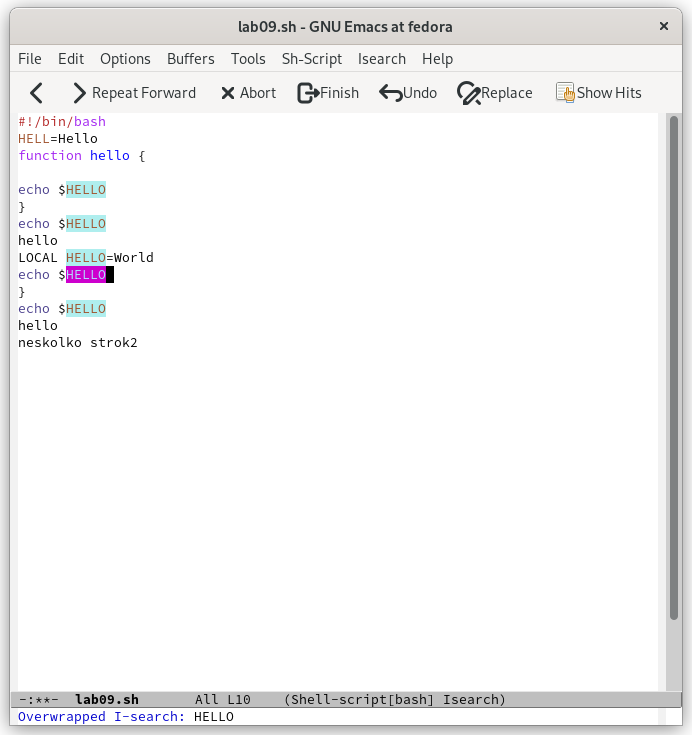 lab09.sh - GNU Emacs at fedora
File Edit Options Buffers Tools Sh-Script Isearch Help
Repeat Forward Abort Finish Undo Replace Show Hits
#!/bin/bash
HELL=Hello
function hello {
echo $HELLO
}
echo $HELLO
hello
LOCAL HELLO=World
echo $HELLO
}
echo $HELLO
hello
neskolko strok2
-:**- lab09.sh All L10 (Shell-script[bash] Isearch)
Overwrapped I-search: HELLO